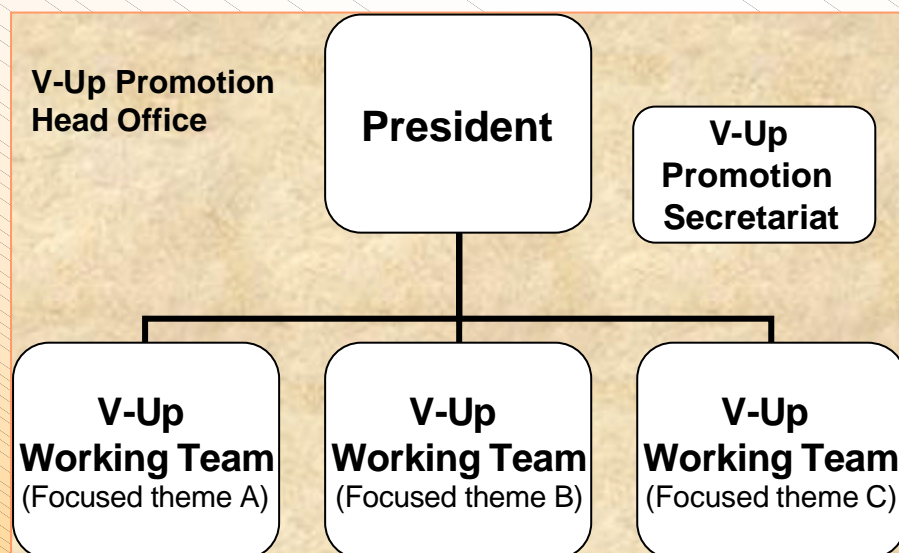 V-Up Promotion
Head Office
President
V-Up
Promotion
Secretariat
V-Up
Working Team
(Focused theme A)
V-Up
Working Team
(Focused theme B)
V-Up
Working Team
(Focused theme C)